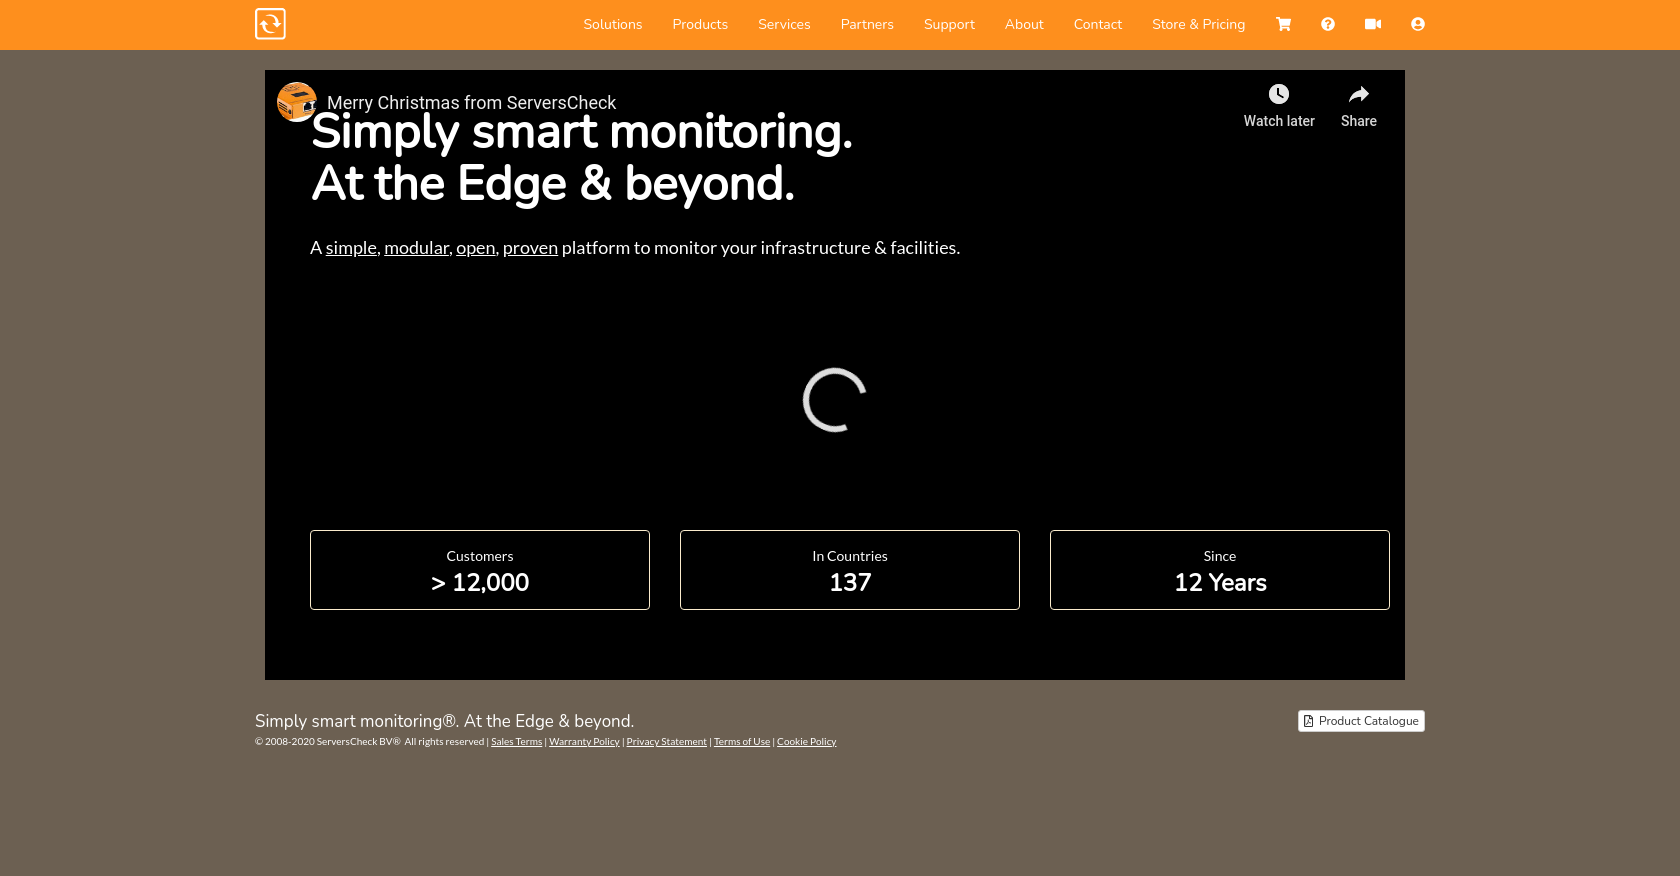 Solutions Products Services Partners Support About Contact Store & Pricing
Merry Christmas from ServersCheck
Watch later Share
Simply smart monitoring.
At the Edge & beyond.
A simple, modular, open, proven platform to monitor your infrastructure & facilities.
Customers
> 12,000
In Countries
137
Since
12 Years
Simply smart monitoring®. At the Edge & beyond.
Product Catalogue
© 2008-2020 ServersCheck BV® All rights reserved | Sales Terms | Warranty Policy | Privacy Statement | Terms of Use | Cookie Policy